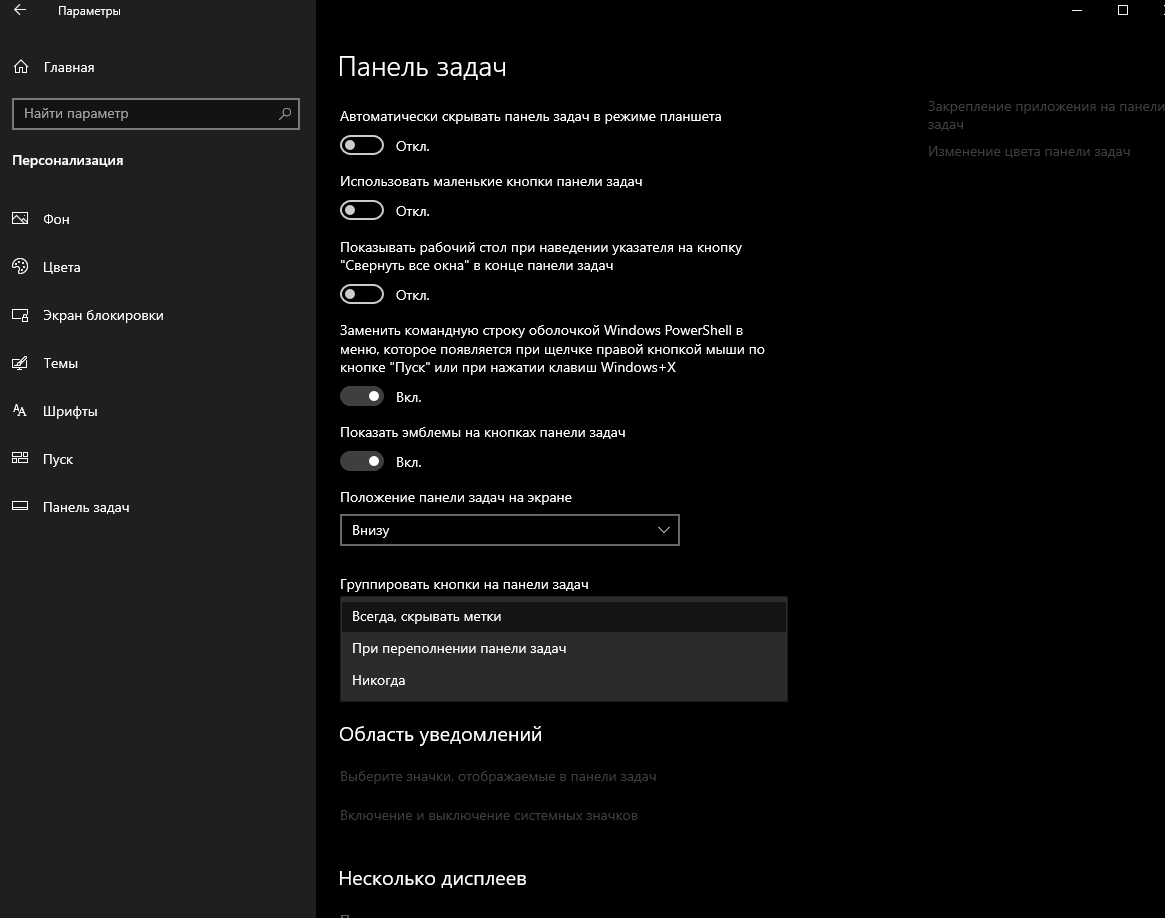 Параметры
Главная
Найти параметр
Персонализация
Фон
Цвета
Экран блокировки
Темы
Шрифты
Пуск
Панель задач
Панель задач
Автоматически скрывать панель задач в режиме планшета
Откл.
Использовать маленькие кнопки панели задач
Откл.
Показывать рабочий стол при наведении указателя на кнопку
"Свернуть все окна" в конце панели задач
Откл.
Заменить командную строку оболочкой Windows PowerShell в
меню, которое появляется при щелчке правой кнопкой мыши по
кнопке "Пуск" или при нажатии клавиш Windows+X
Вкл.
Показать эмблемы на кнопках панели задач
Вкл.
Положение панели задач на экране
Внизу
Группировать кнопки на панели задач
Всегда, скрывать метки
При переполнении панели задач
Никогда
Область уведомлений
Выберите значки, отображаемые в панели задач
Включение и выключение системных значков
Несколько дисплеев
Закрепление приложения на панели
задач
Изменение цвета панели задач